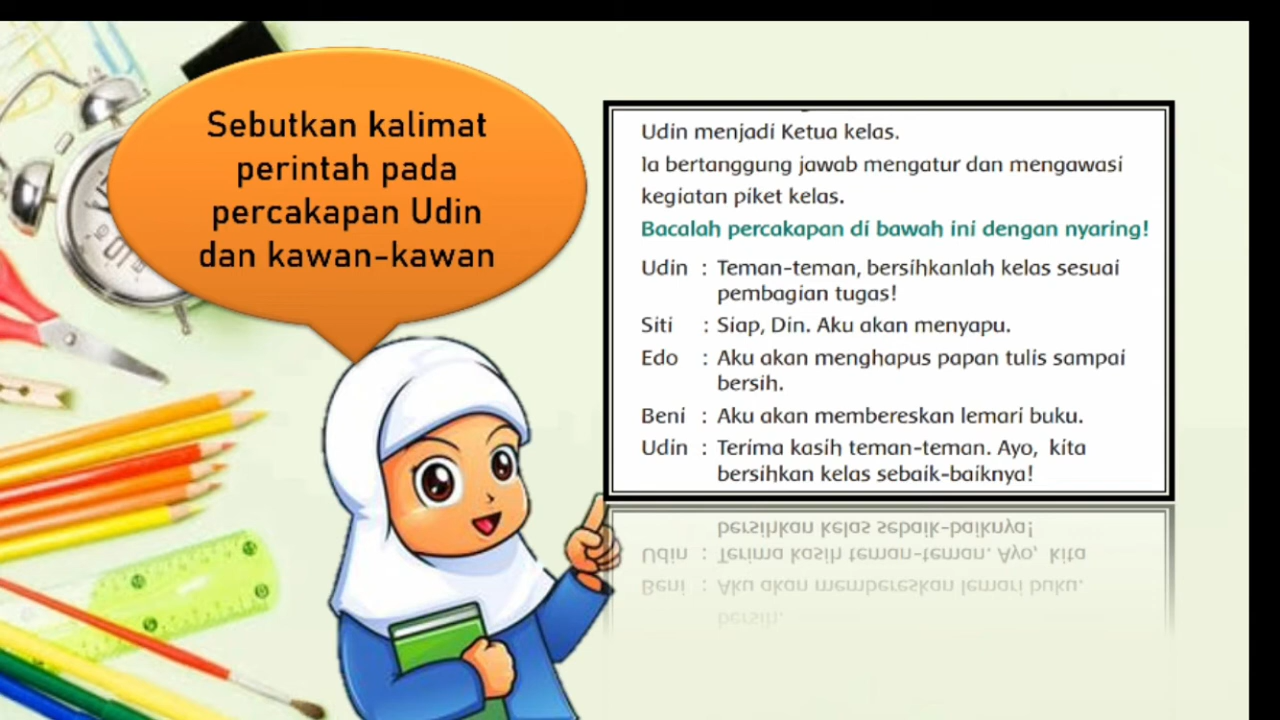 Sebutkan kalimat
perintah pada
percakapan Udin
dan kawan-kawan
Udin menjadi Ketua kelas.
Ia bertanggung jawab mengatur dan mengawasi
kegiatan piket kelas.
Bacalah percakapan di bawah ini dengan nyaring!
Udin : Teman-teman, bersihkanlah kelas sesuai
pembagian tugas!
Siti : Siap, Din. Aku akan menyapu.
Edo : Aku akan menghapus papan tulis sampai
bersih.
Beni : Aku akan membereskan lemari buku.
Udin : Terima kasih teman-teman. Ayo, kita
bersihkan kelas sebaik-baiknya!